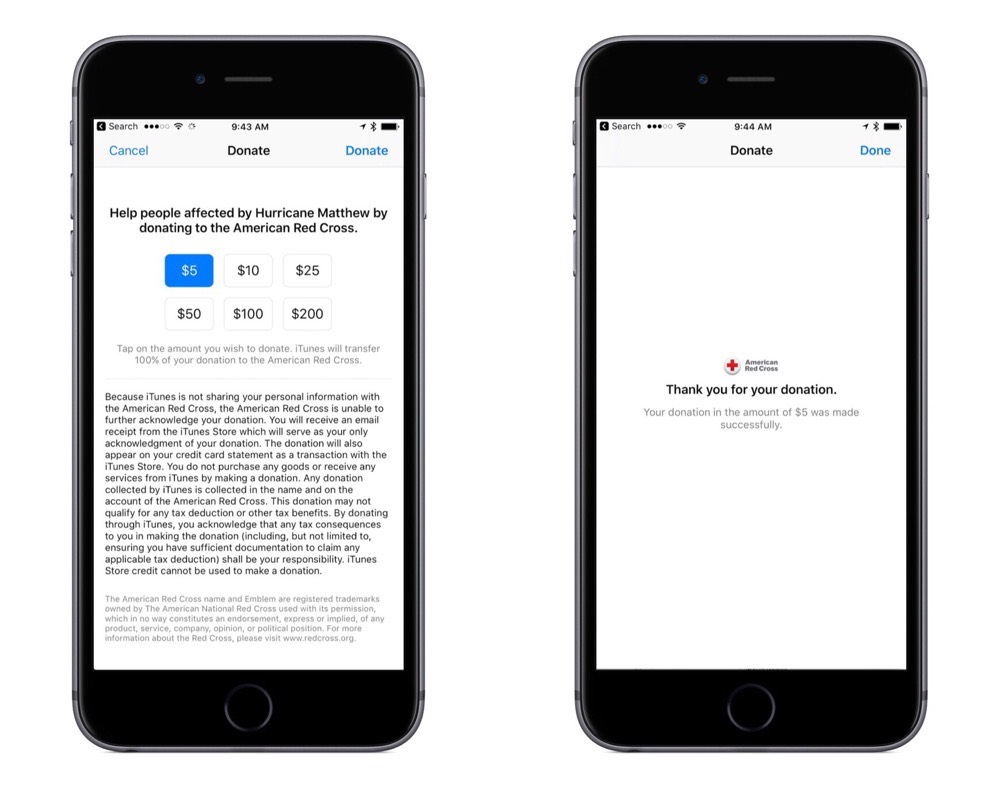 Search 9:43 AM
Cancel Donate Donate
Help people affected by Hurricane Matthew by
donating to the American Red Cross.
$5 $10 $25
$50 $100 $200
Tap on the amount you wish to donate. iTunes will transfer
100% of your donation to the American Red Cross.
Because iTunes is not sharing your personal information with
the American Red Cross, the American Red Cross is unable to
further acknowledge your donation. You will receive an email
receipt from the iTunes Store which will serve as your only
acknowledgment of your donation. The donation will also
appear on your credit card statement as a transaction with the
iTunes Store. You do not purchase any goods or receive any
services from iTunes by making a donation. Any donation
collected by iTunes is collected in the name and on the
account of the American Red Cross. This donation may not
qualify for any tax deduction or other tax benefits. By donating
through iTunes, you acknowledge that any tax consequences
to you in making the donation (including, but not limited to,
ensuring you have sufficient documentation to claim any
applicable tax deduction) shall be your responsibility. iTunes
Store credit cannot be used to make a donation.
The American Red Cross name and Emblem are registered trademarks
owned by The American National Red Cross used with its permission,
which in no way constitutes an endorsement, express or implied, of any
product, service, company, opinion, or political position. For more
information about the Red Cross, please visit www.redcross.org.
Search 9:44 AM
Donate Done
American
Red Cross
Thank you for your donation.
Your donation in the amount of $5 was made
successfully.